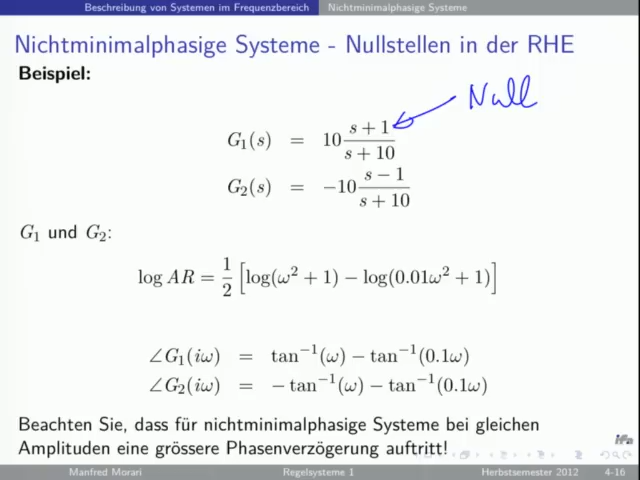 Beschreibung von Systemen im Frequenzbereich Nichtminimalphasige Systeme
Nichtminimalphasige Systeme - Nullstellen in der RHE
Beispiel:
Null
G₁(s) = 10 (s + 1)/(s + 10)
G₂(s) = −10 (s − 1)/(s + 10)
G₁ und G₂:
log AR = 1/2 [log(ω² + 1) − log(0.01ω² + 1)]
∠G₁(iω) = tan⁻¹(ω) − tan⁻¹(0.1ω)
∠G₂(iω) = − tan⁻¹(ω) − tan⁻¹(0.1ω)
Beachten Sie, dass für nichtminimalphasige Systeme bei gleichen
Amplituden eine grössere Phasenverzögerung auftritt!
ifa
Manfred Morari Regelsysteme 1 Herbstsemester 2012 4-16